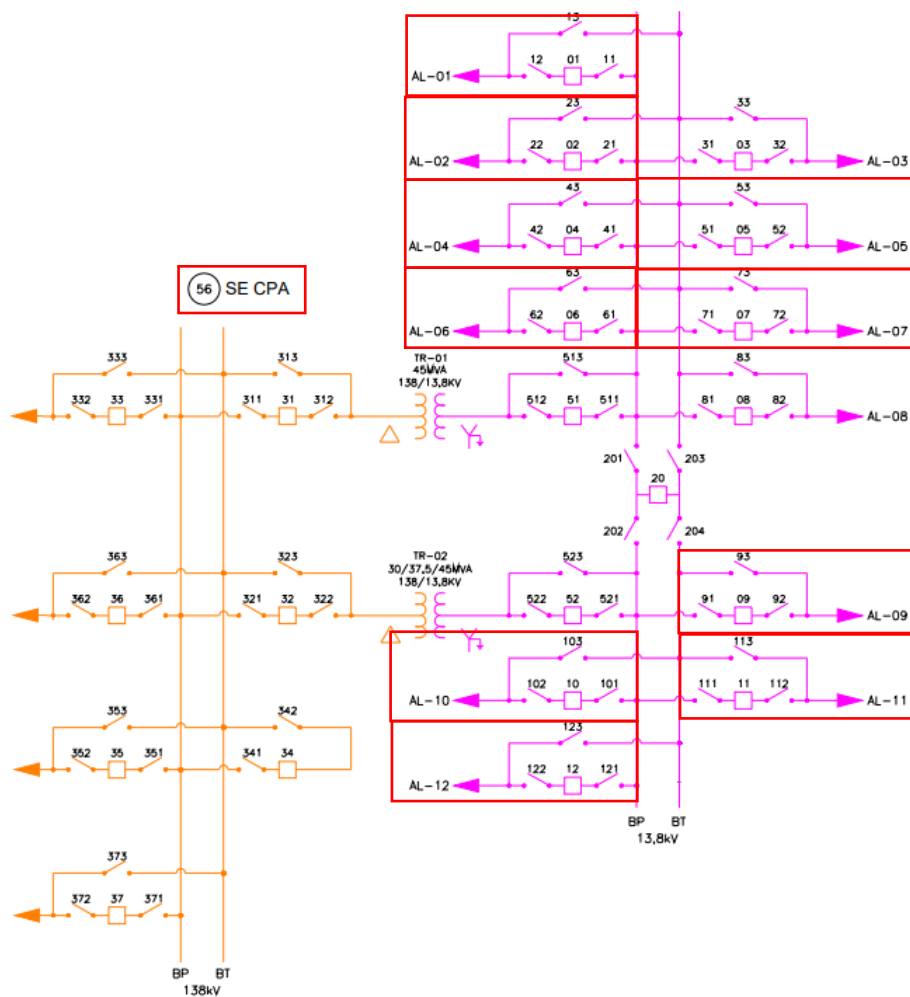 13
12 01 11
AL-01
23 33
22 02 21 31 03 32
AL-02 AL-03
43 53
42 04 41 51 05 52
AL-04 AL-05
56 SE CPA
63 73
62 06 61 71 07 72
AL-06 AL-07
333 313
TR-01
45MVA
138/13,8KV
513 83
332 33 331 311 31 312 512 51 511 81 08 82
AL-08
201 203
20
202 204
363 323
TR-02
30/37,5/45MVA
138/13,8KV
523 93
362 36 361 321 32 322 522 52 521 91 09 92
AL-09
103 113
102 10 101 111 11 112
AL-10 AL-11
353 342
123
352 35 351 341 34
122 12 121
AL-12
BP BT
13,8kV
373
372 37 371
BP BT
138kV